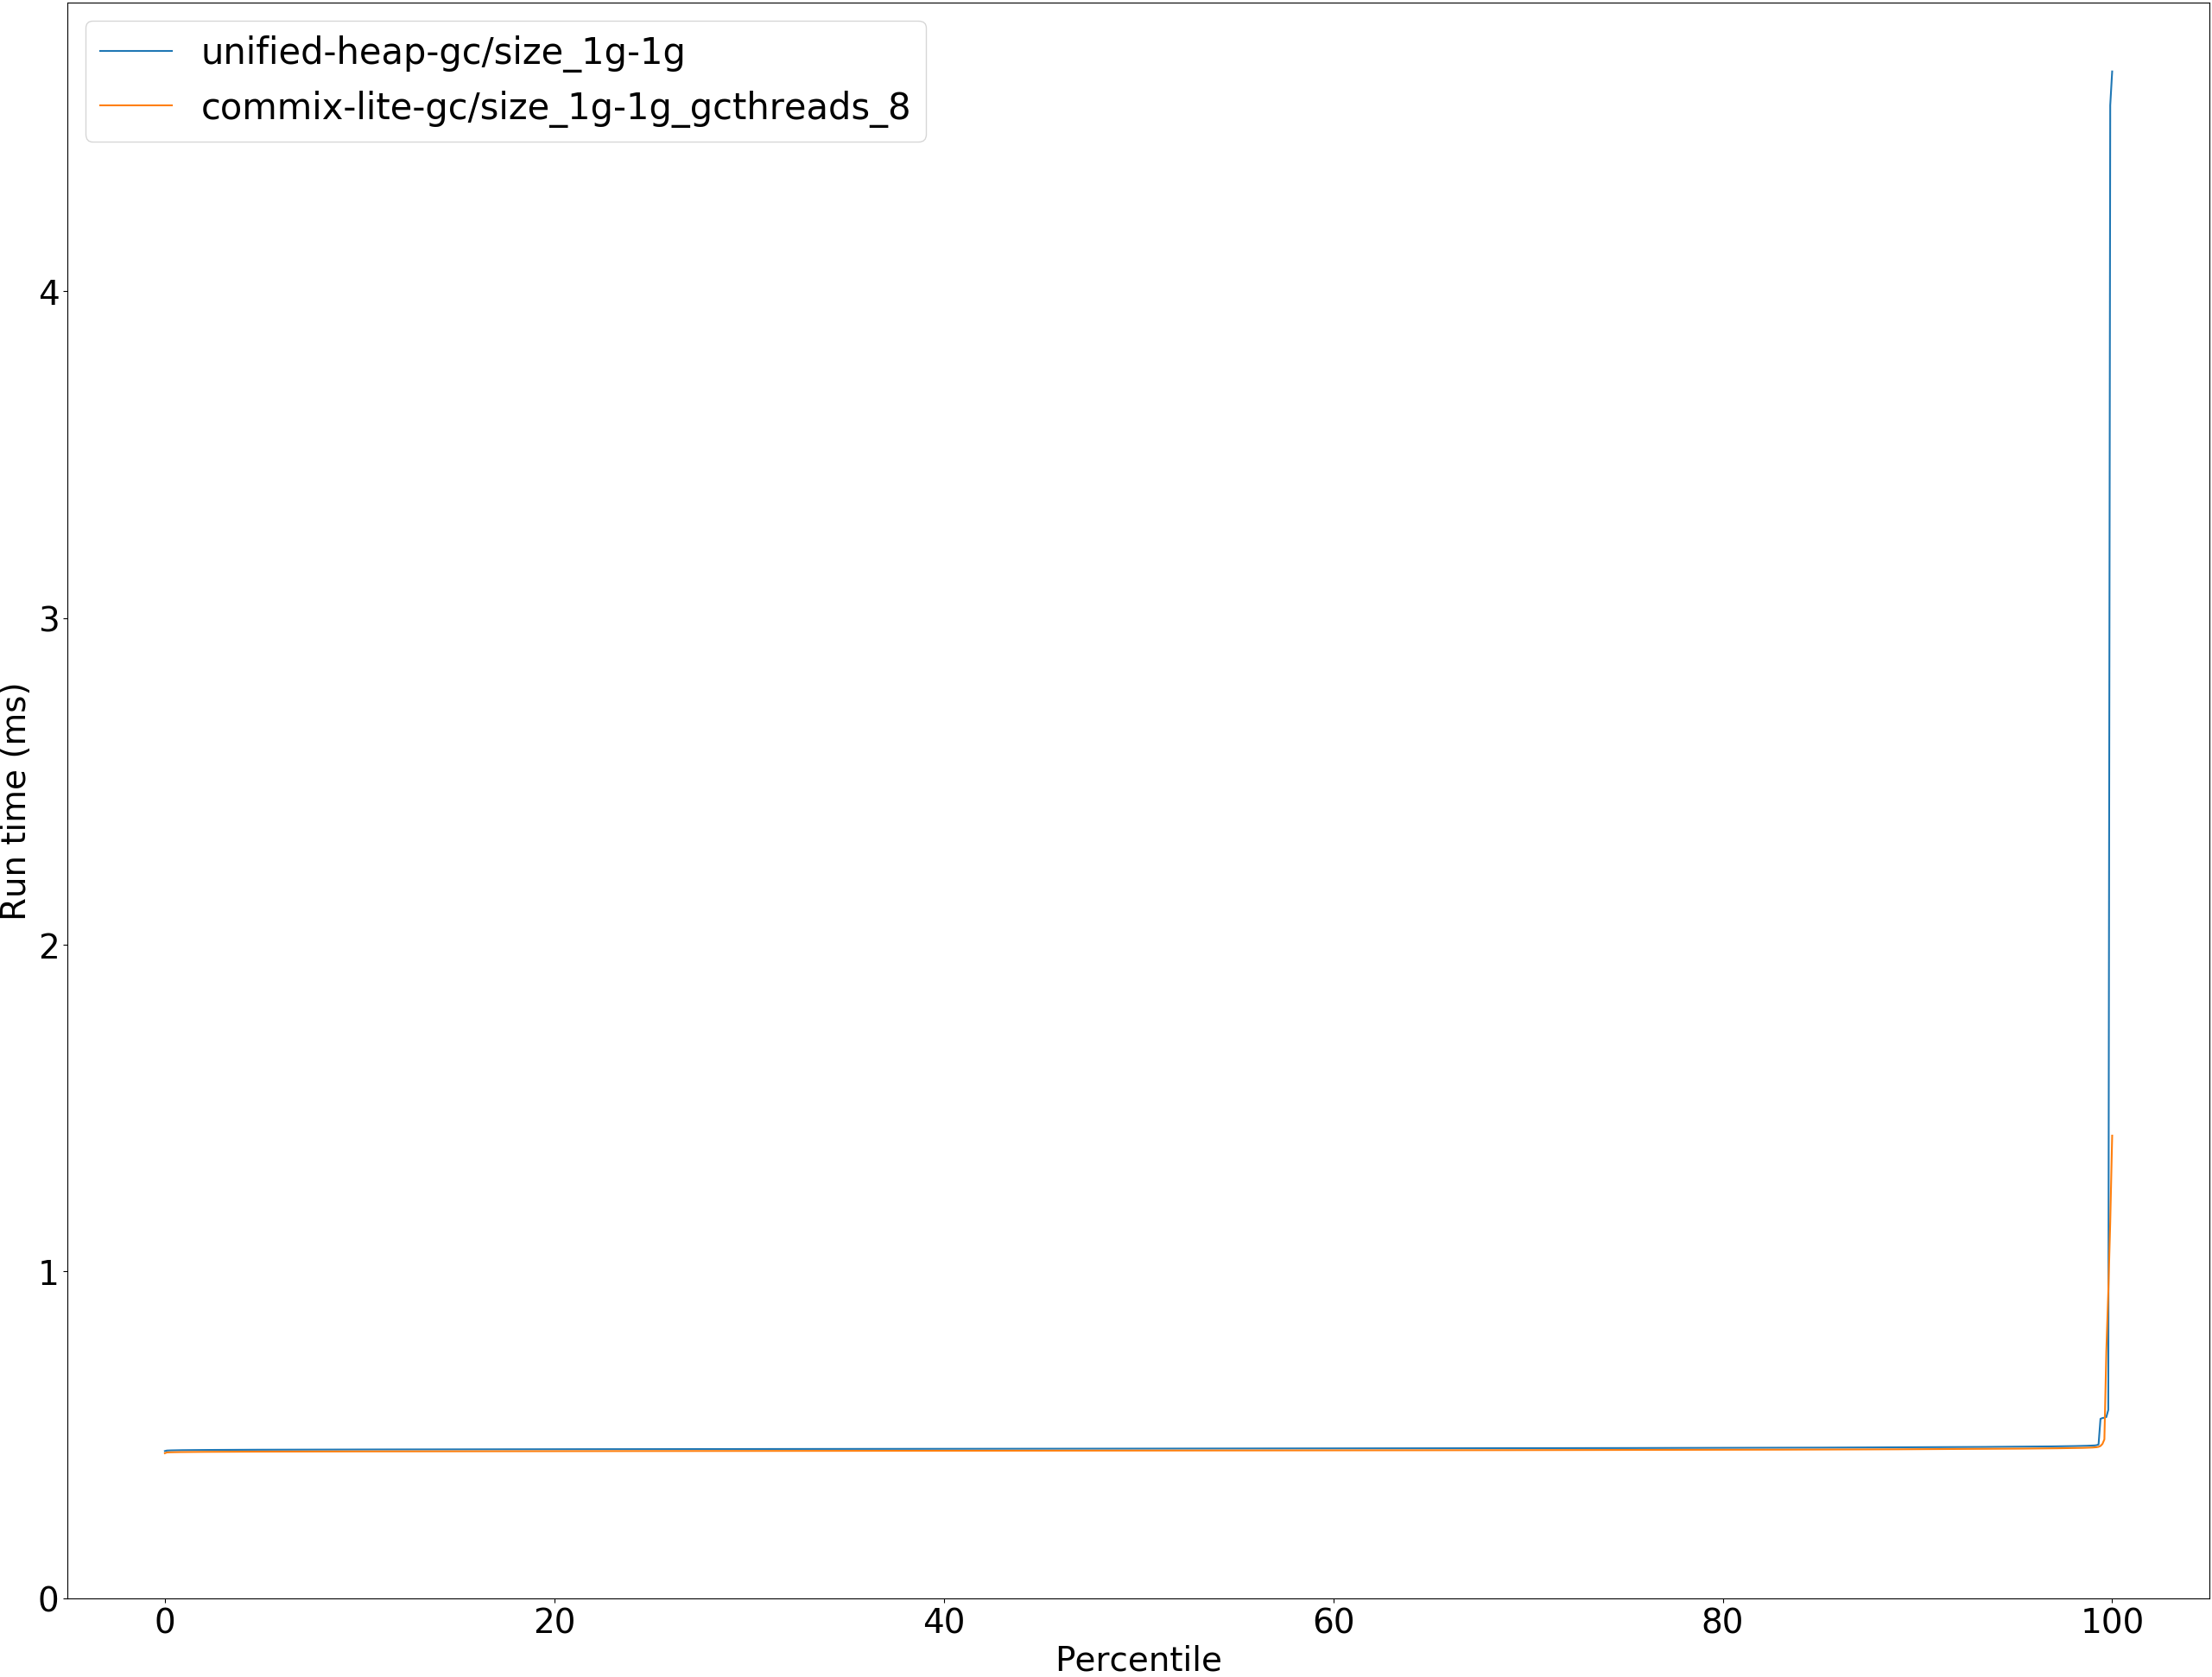 unified-heap-gc/size_1g-1g
commix-lite-gc/size_1g-1g_gcthreads_8
4
3
2
1
0
Run time (ms)
0 20 40 60 80 100
Percentile